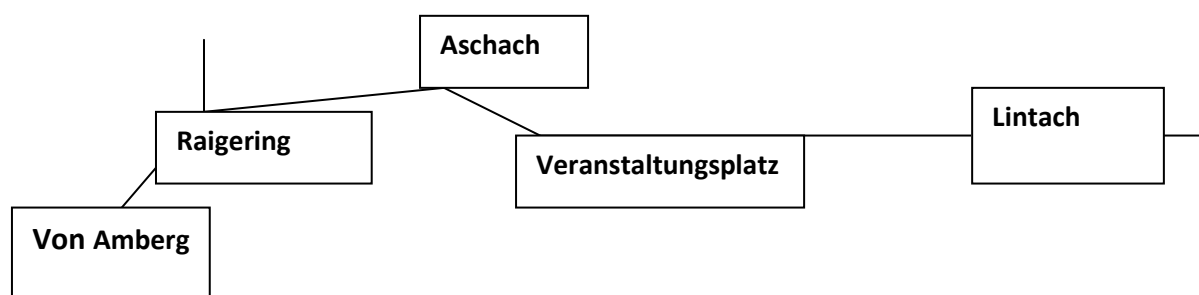 Aschach
Lintach
Raigering
Veranstaltungsplatz
Von Amberg